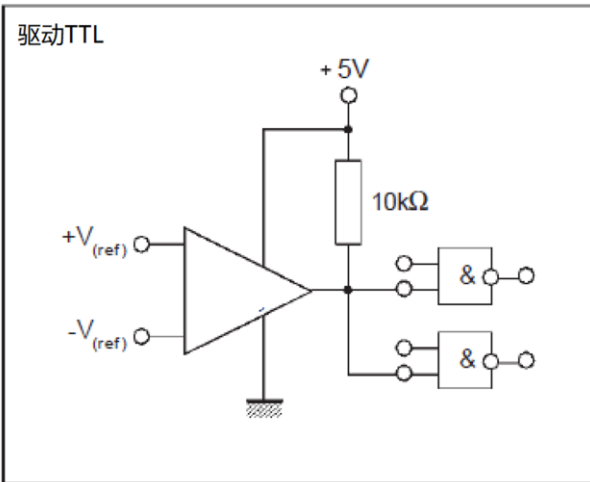 驱动TTL
+ 5V
10kΩ
+V(ref)
-V(ref)
&
&